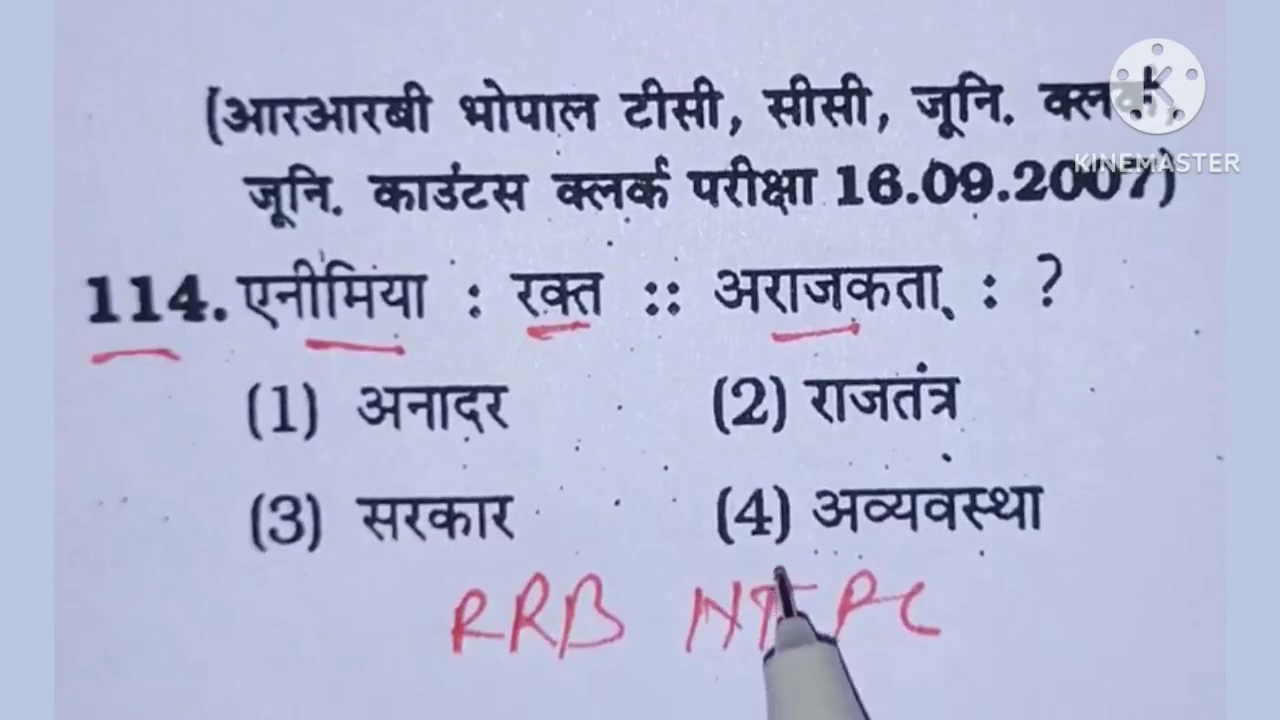 (आरआरबी भोपाल टीसी, सीसी, जूनि. क्लर्क,
KINEMASTER
जूनि. काउंटस क्लर्क परीक्षा 16.09.2007)
114. एनीमिया : रक्त :: अराजकता : ?
(1) अनादर (2) राजतंत्र
(3) सरकार (4) अव्यवस्था
RRB NTPC